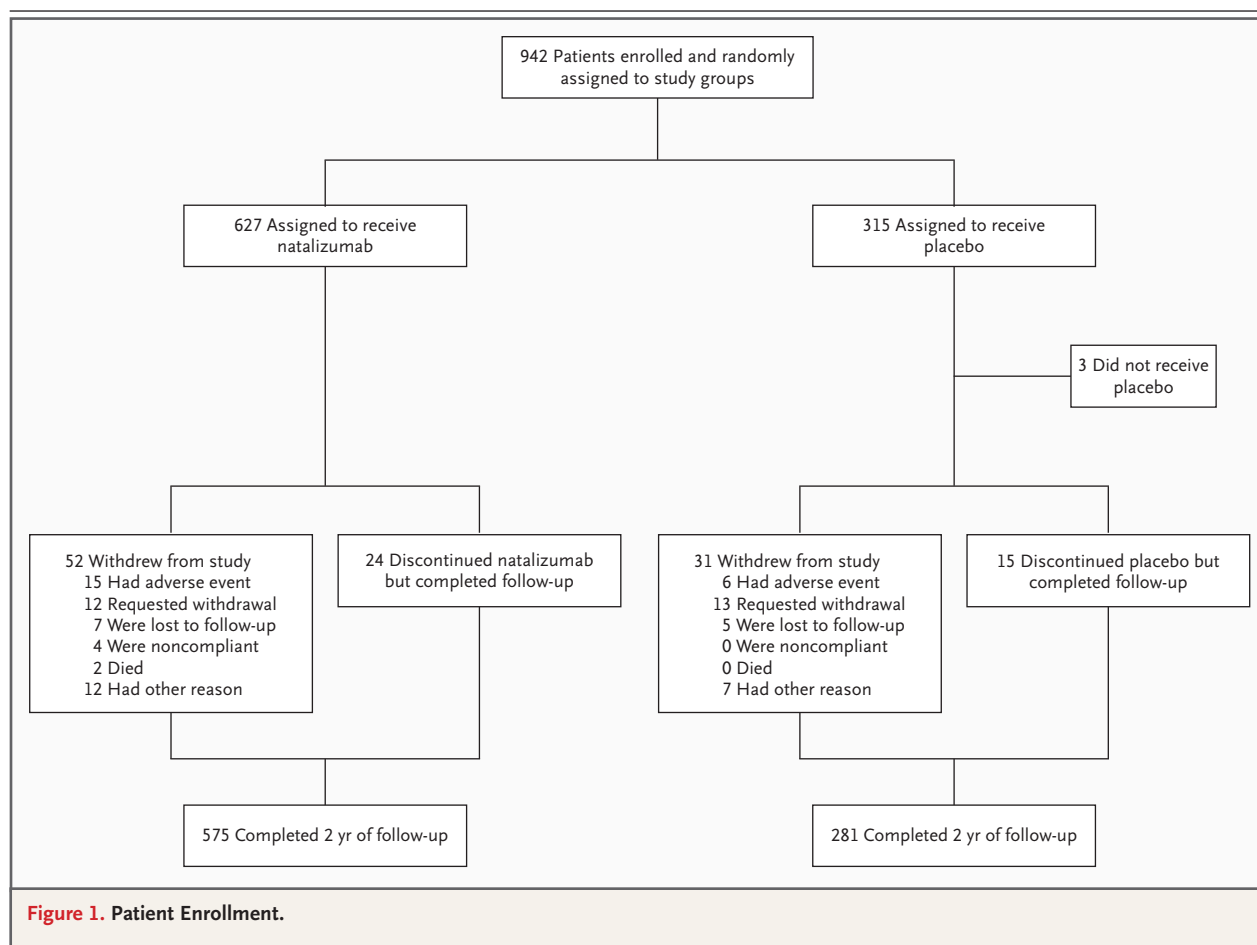 942 Patients enrolled and randomly
assigned to study groups
627 Assigned to receive
natalizumab
315 Assigned to receive
placebo
3 Did not receive
placebo
52 Withdrew from study
15 Had adverse event
12 Requested withdrawal
7 Were lost to follow-up
4 Were noncompliant
2 Died
12 Had other reason
24 Discontinued natalizumab
but completed follow-up
31 Withdrew from study
6 Had adverse event
13 Requested withdrawal
5 Were lost to follow-up
0 Were noncompliant
0 Died
7 Had other reason
15 Discontinued placebo but
completed follow-up
575 Completed 2 yr of follow-up
281 Completed 2 yr of follow-up
Figure 1. Patient Enrollment.